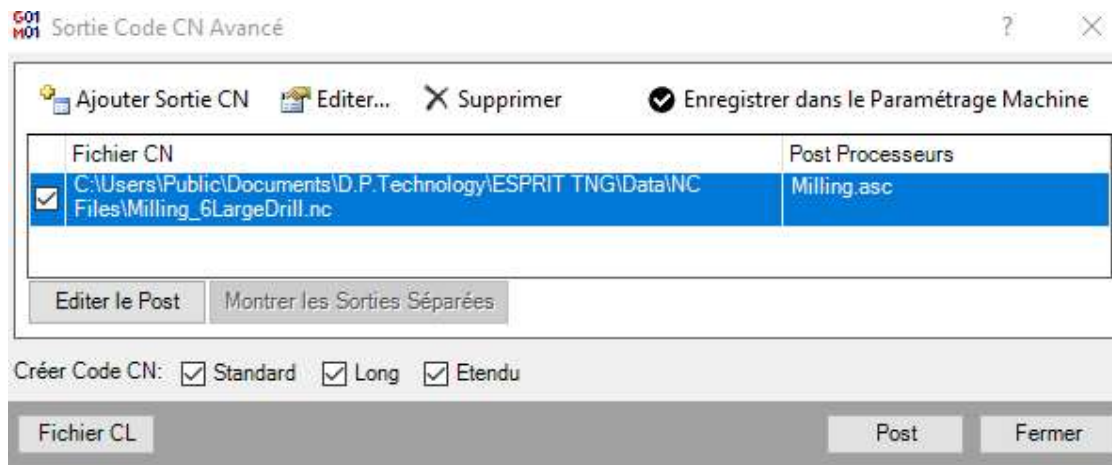 G01
M01 Sortie Code CN Avancé ?
Ajouter Sortie CN Editer... Supprimer Enregistrer dans le Paramétrage Machine
Fichier CN Post Processeurs
C:\Users\Public\Documents\D.P.Technology\ESPRIT TNG\Data\NC Milling.asc
Files\Milling_6LargeDrill.nc
Editer le Post Montrer les Sorties Séparées
Créer Code CN: Standard Long Etendu
Fichier CL Post Fermer